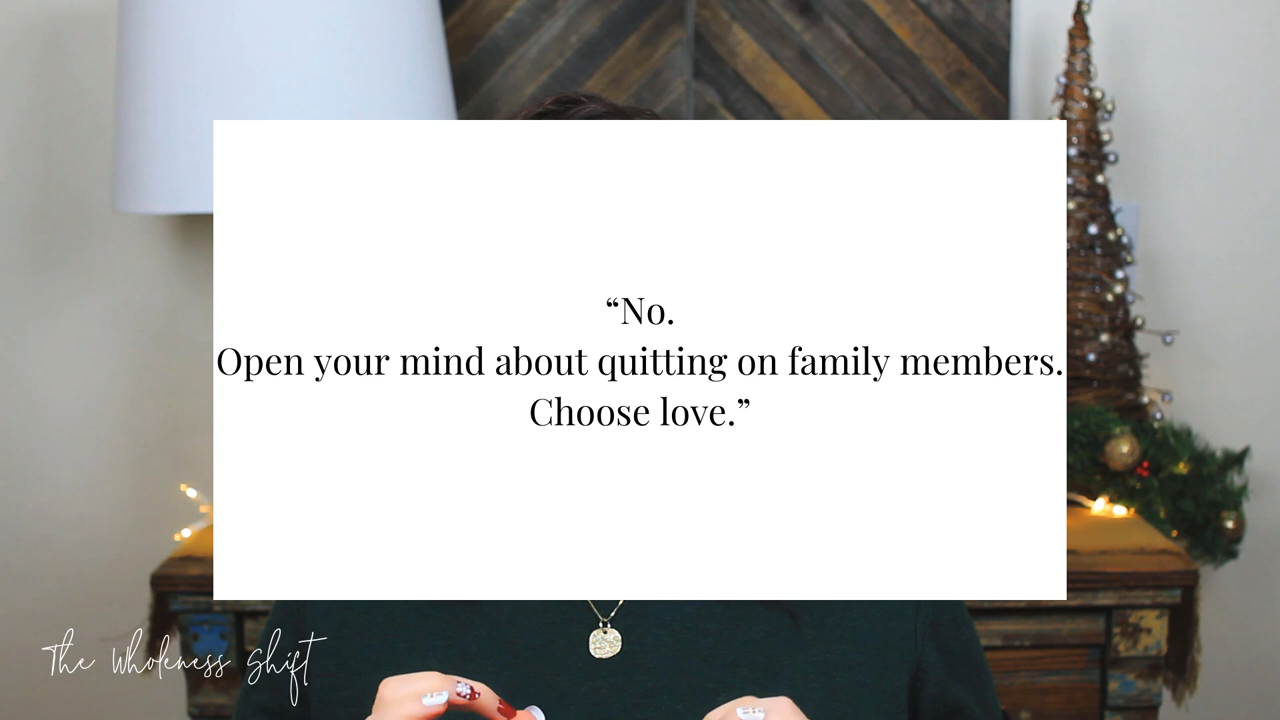 “No.
Open your mind about quitting on family members.
Choose love.”
The Wholeness Shift